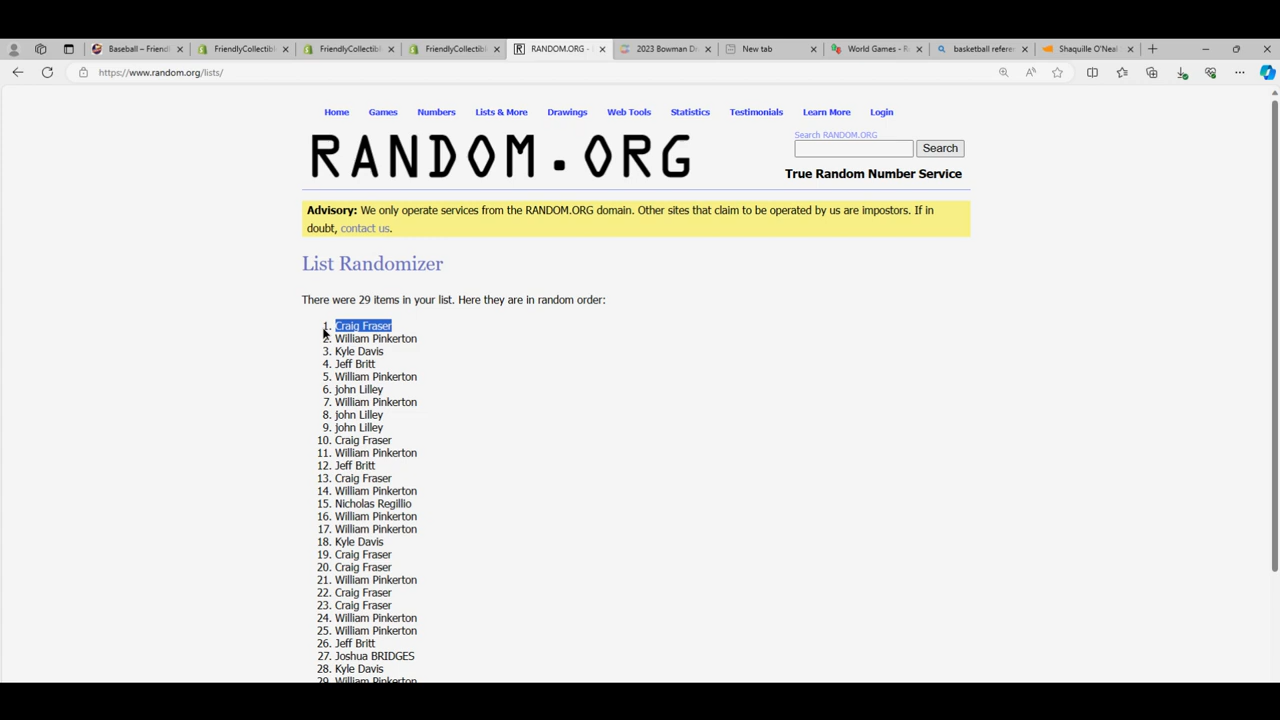 Baseball – Friendl
FriendlyCollectibl
FriendlyCollectibl
FriendlyCollectibl
RANDOM.ORG -
2023 Bowman Dr
New tab
World Games - Ra
basketball referen
Shaquille O'Neal
https://www.random.org/lists/
Home Games Numbers Lists & More Drawings Web Tools Statistics Testimonials Learn More Login
RANDOM.ORG
Search RANDOM.ORG
Search
True Random Number Service
Advisory: We only operate services from the RANDOM.ORG domain. Other sites that claim to be operated by us are impostors. If in
doubt, contact us.
List Randomizer
There were 29 items in your list. Here they are in random order:
1. Craig Fraser
2. William Pinkerton
3. Kyle Davis
4. Jeff Britt
5. William Pinkerton
6. john Lilley
7. William Pinkerton
8. john Lilley
9. john Lilley
10. Craig Fraser
11. William Pinkerton
12. Jeff Britt
13. Craig Fraser
14. William Pinkerton
15. Nicholas Regillio
16. William Pinkerton
17. William Pinkerton
18. Kyle Davis
19. Craig Fraser
20. Craig Fraser
21. William Pinkerton
22. Craig Fraser
23. Craig Fraser
24. William Pinkerton
25. William Pinkerton
26. Jeff Britt
27. Joshua BRIDGES
28. Kyle Davis
29. William Pinkerton